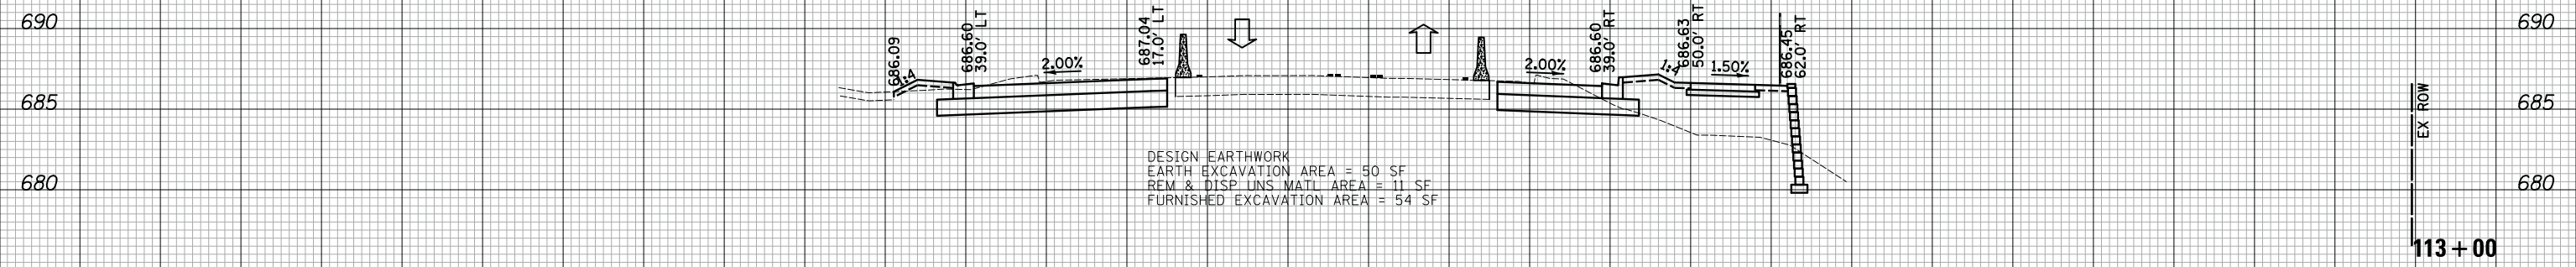 690
690
685
685
680
680
686.09
1:4
686.60
39.0' LT
2.00%
687.04
17.0' LT
2.00%
686.60
39.0' RT
1:4
686.63
50.0' RT
1.50%
686.45
62.0' RT
DESIGN EARTHWORK
EARTH EXCAVATION AREA = 50 SF
REM & DISP UNS MATL AREA = 11 SF
FURNISHED EXCAVATION AREA = 54 SF
EX ROW
113+00